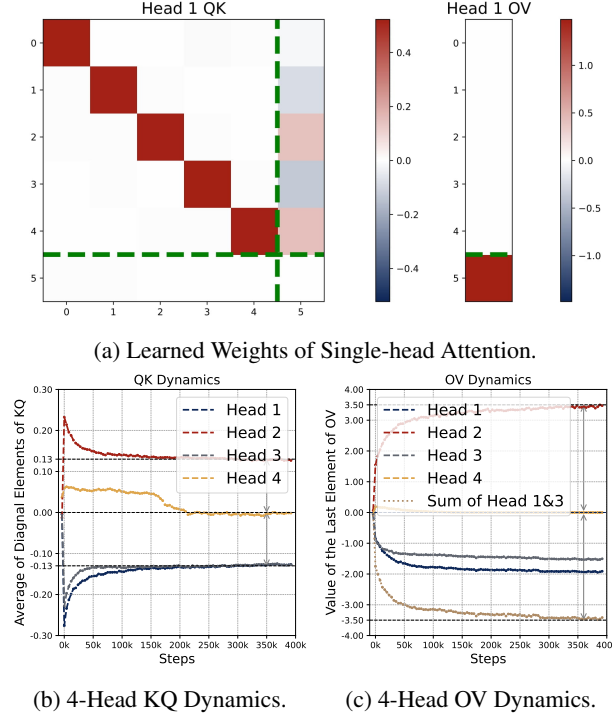 Head 1 QK
Head 1 OV
0
1
2
3
4
5
0 1 2 3 4 5
0.4
0.2
0.0
−0.2
−0.4
0
1
2
3
4
5
1.0
0.5
0.0
−0.5
−1.0
(a) Learned Weights of Single-head Attention.
QK Dynamics
Average of Diagnal Elements of KQ
0.30
0.20
0.13
0.10
0.00
-0.10
-0.13
-0.20
-0.30
Head 1
Head 2
Head 3
Head 4
0k 50k 100k 150k 200k 250k 300k 350k 400k
Steps
OV Dynamics
Value of the Last Element of OV
4.00
3.50
3.00
2.00
1.00
0.00
-1.00
-2.00
-3.00
-3.50
-4.00
Head 1
Head 2
Head 3
Head 4
Sum of Head 1&3
0k 50k 100k 150k 200k 250k 300k 350k 400k
Steps
(b) 4-Head KQ Dynamics.
(c) 4-Head OV Dynamics.